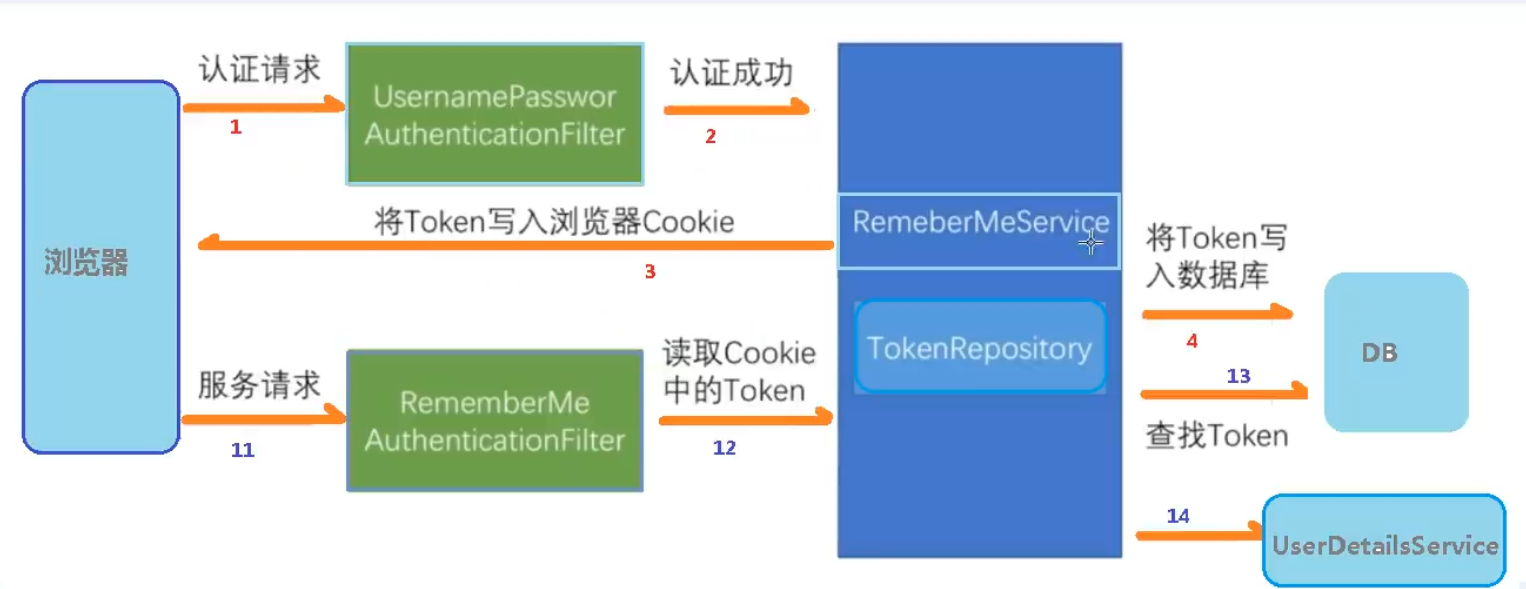 认证请求
1
UsernamePasswor
AuthenticationFilter
认证成功
2
浏览器
将Token写入浏览器Cookie
3
RemeberMeService
TokenRepository
将Token写
入数据库
4
DB
服务请求
11
RememberMe
AuthenticationFilter
读取Cookie
中的Token
12
13
查找Token
14
UserDetailsService